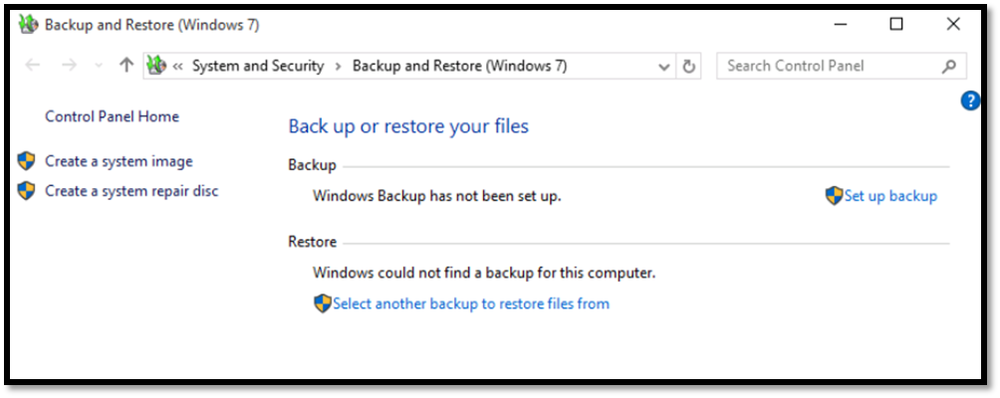 Backup and Restore (Windows 7)
« System and Security > Backup and Restore (Windows 7)
Search Control Panel
?
Control Panel Home
Create a system image
Create a system repair disc
Back up or restore your files
Backup
Windows Backup has not been set up.
Set up backup
Restore
Windows could not find a backup for this computer.
Select another backup to restore files from